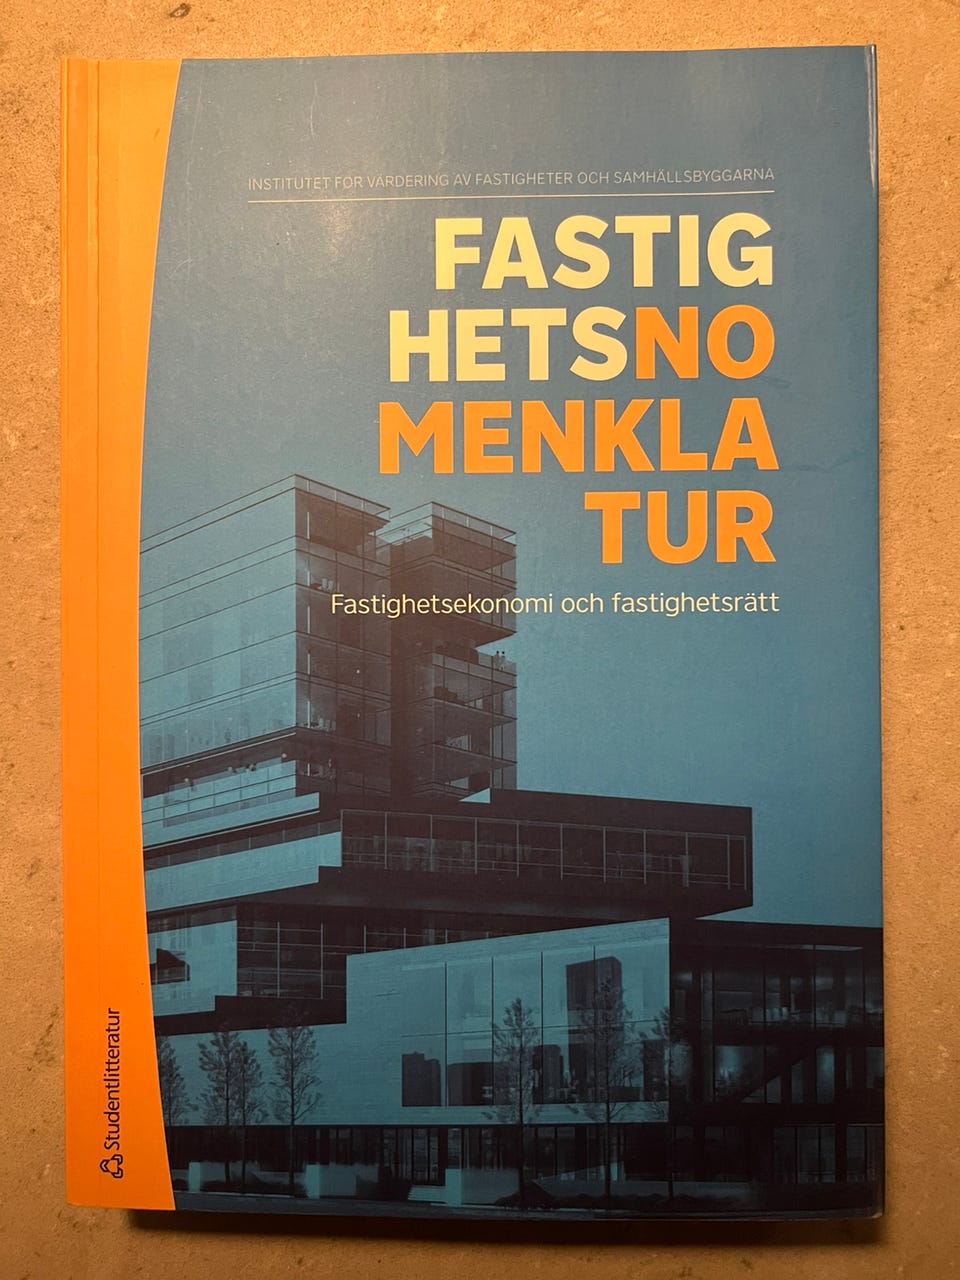 INSTITUTET FÖR VÄRDERING AV FASTIGHETER OCH SAMHÄLLSBYGGARNA
FASTIG
HETSNO
MENKLA
TUR
Fastighetsekonomi och fastighetsrätt
Studentlitteratur